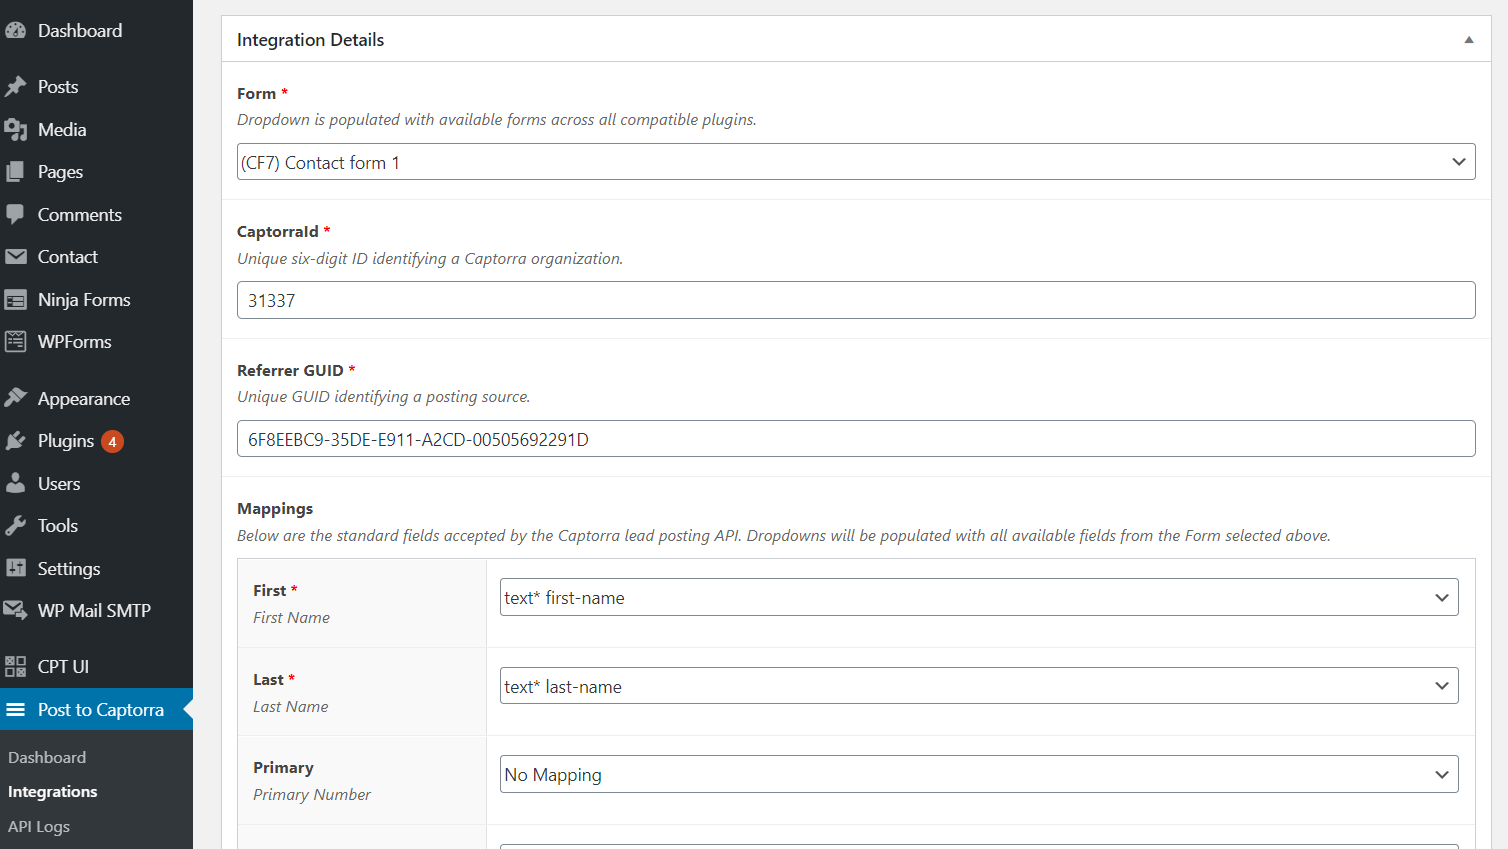 Dashboard
Posts
Media
Pages
Comments
Contact
Ninja Forms
WPForms
Appearance
Plugins 4
Users
Tools
Settings
WP Mail SMTP
CPT UI
Post to Captorra
Dashboard
Integrations
API Logs
Integration Details
Form *
Dropdown is populated with available forms across all compatible plugins.
(CF7) Contact form 1
CaptorraId *
Unique six-digit ID identifying a Captorra organization.
31337
Referrer GUID *
Unique GUID identifying a posting source.
6F8EEBC9-35DE-E911-A2CD-00505692291D
Mappings
Below are the standard fields accepted by the Captorra lead posting API. Dropdowns will be populated with all available fields from the Form selected above.
First *
First Name
text* first-name
Last *
Last Name
text* last-name
Primary
Primary Number
No Mapping